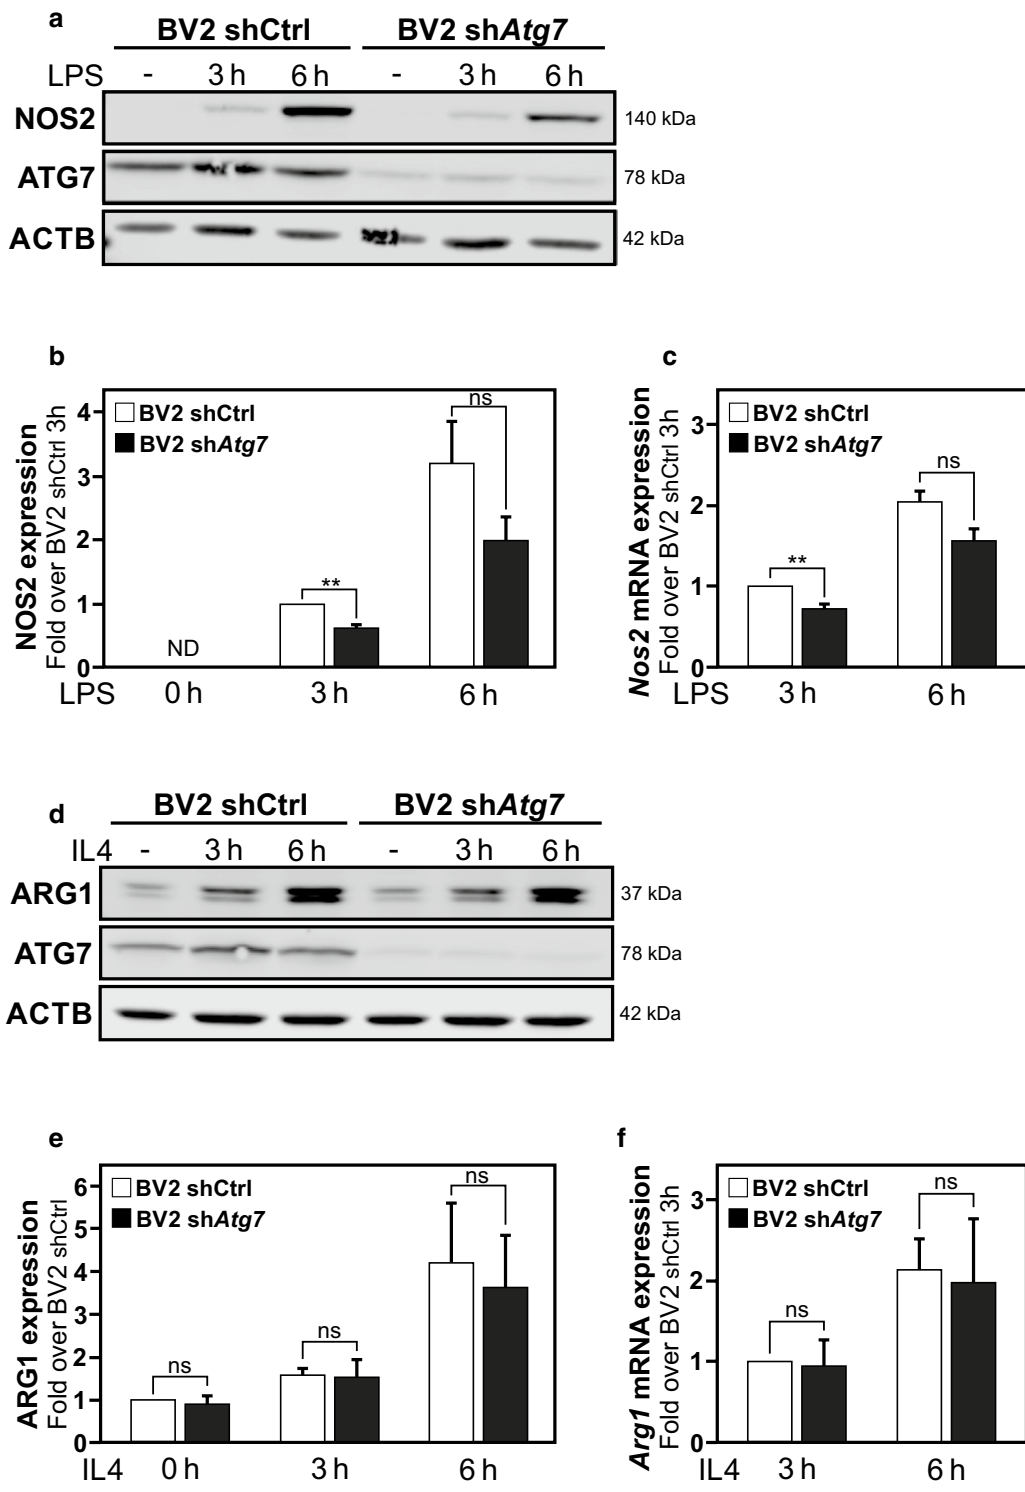 a
BV2 shCtrl BV2 shAtg7
LPS - 3 h 6 h - 3 h 6 h
NOS2 140 kDa
ATG7 78 kDa
ACTB 42 kDa
b
NOS2 expression
Fold over BV2 shCtrl 3h
4
3
2
1
0
BV2 shCtrl
BV2 shAtg7
ns
**
ND
LPS 0 h 3 h 6 h
c
Nos2 mRNA expression
Fold over BV2 shCtrl 3h
3
2
1
0
BV2 shCtrl
BV2 shAtg7
ns
**
LPS 3 h 6 h
d
BV2 shCtrl BV2 shAtg7
IL4 - 3 h 6 h - 3 h 6 h
ARG1 37 kDa
ATG7 78 kDa
ACTB 42 kDa
e
ARG1 expression
Fold over BV2 shCtrl
6
5
4
3
2
1
0
BV2 shCtrl
BV2 shAtg7
ns
ns
ns
IL4 0 h 3 h 6 h
f
Arg1 mRNA expression
Fold over BV2 shCtrl 3h
3
2
1
0
BV2 shCtrl
BV2 shAtg7
ns
ns
IL4 3 h 6 h